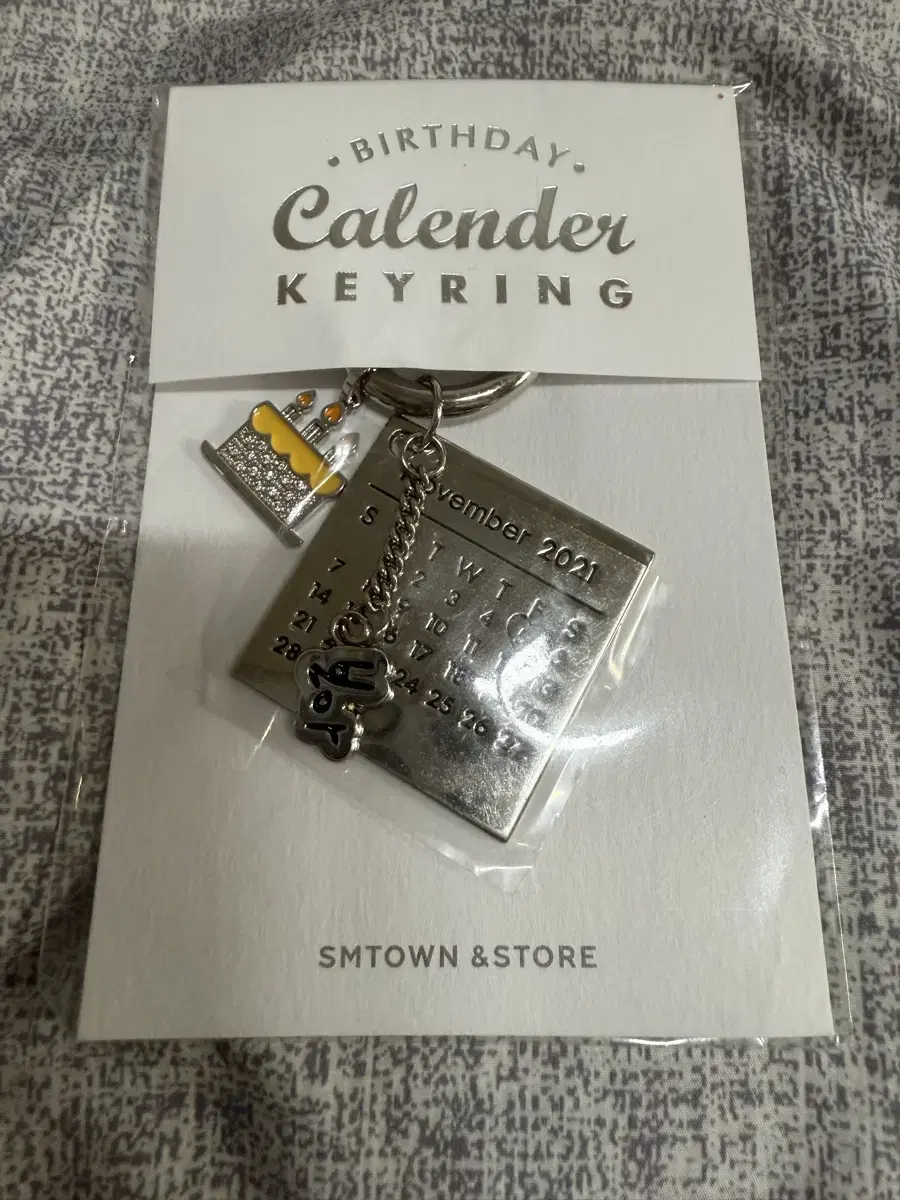 • BIRTHDAY •
Calender
KEYRING
vember 2021
S T W T F S
2 3 4
7 10 11
14 17 18
21 24 25 26 27
28
SMTOWN &STORE